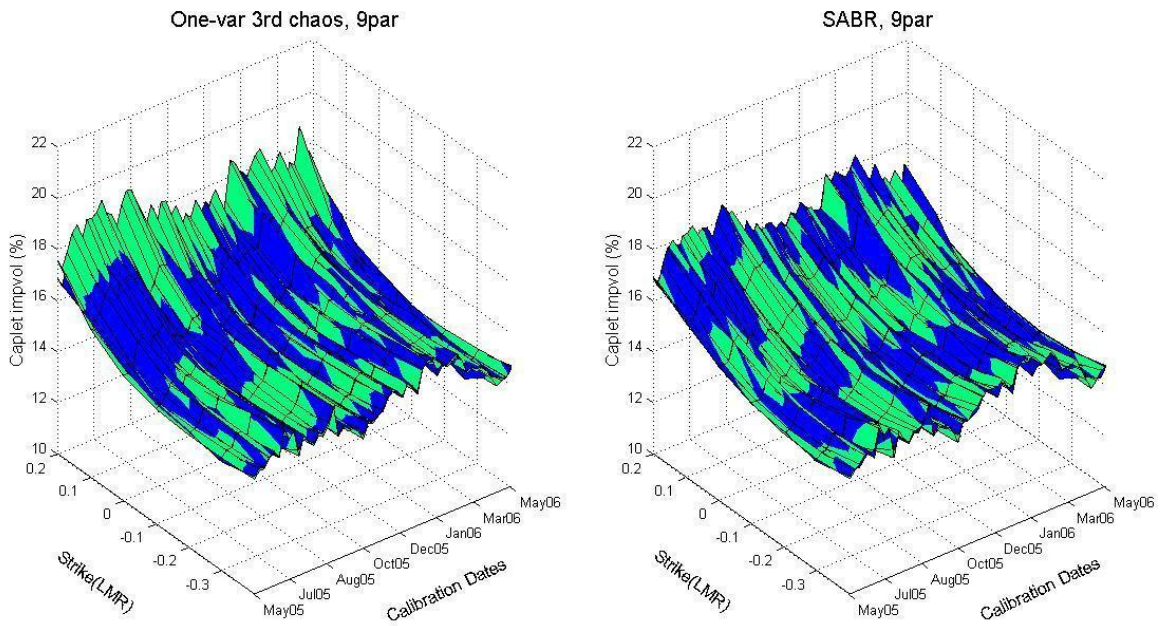 One-var 3rd chaos, 9par
22
20
18
16
14
12
10
Caplet impvol (%)
0.2
0.1
0
-0.1
-0.2
-0.3
Strike(LMR)
May05
Jul05
Aug05
Oct05
Dec05
Jan06
Mar06
May06
Calibration Dates
SABR, 9par
22
20
18
16
14
12
10
Caplet impvol (%)
0.2
0.1
0
-0.1
-0.2
-0.3
Strike(LMR)
May05
Jul05
Aug05
Oct05
Dec05
Jan06
Mar06
May06
Calibration Dates